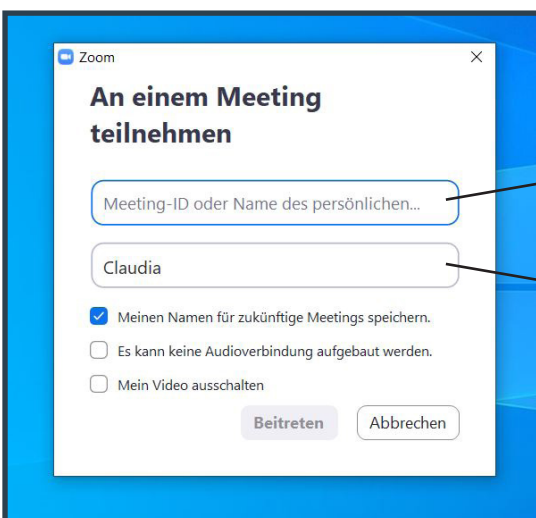 Zoom
An einem Meeting
teilnehmen
Meeting-ID oder Name des persönlichen...
Claudia
Meinen Namen für zukünftige Meetings speichern.
Es kann keine Audioverbindung aufgebaut werden.
Mein Video ausschalten
Beitreten Abbrechen